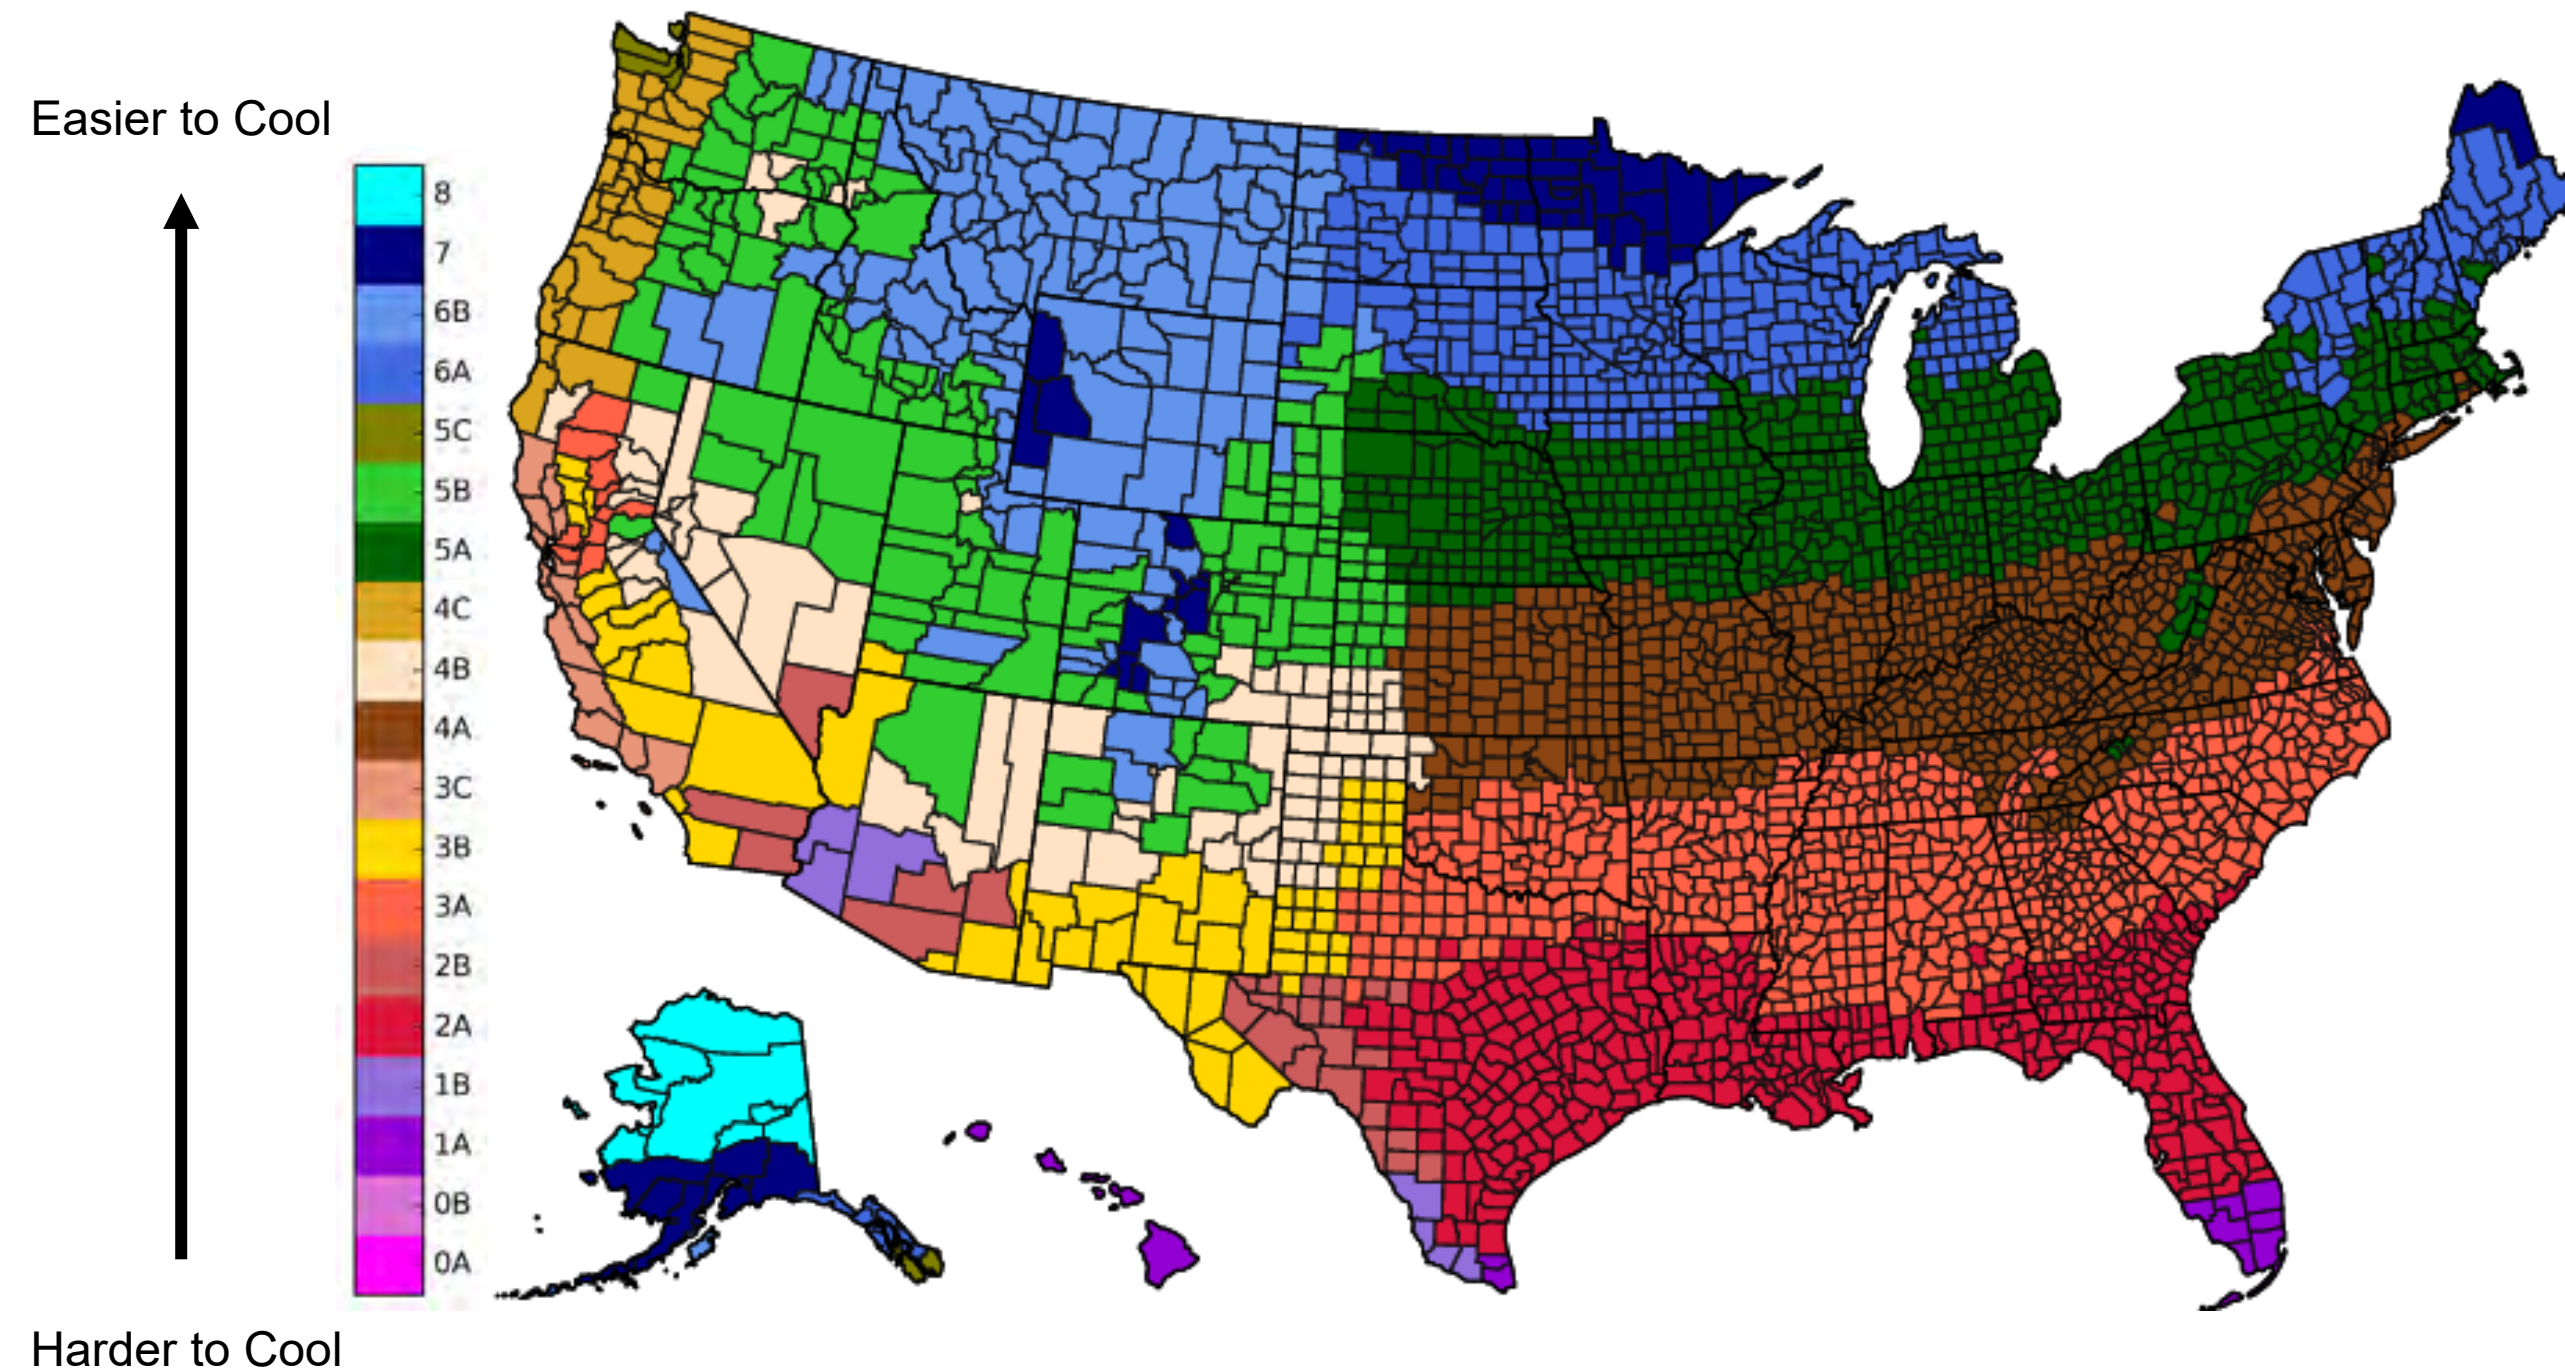 Easier to Cool
8
7
6B
6A
5C
5B
5A
4C
4B
4A
3C
3B
3A
2B
2A
1B
1A
0B
0A
Harder to Cool